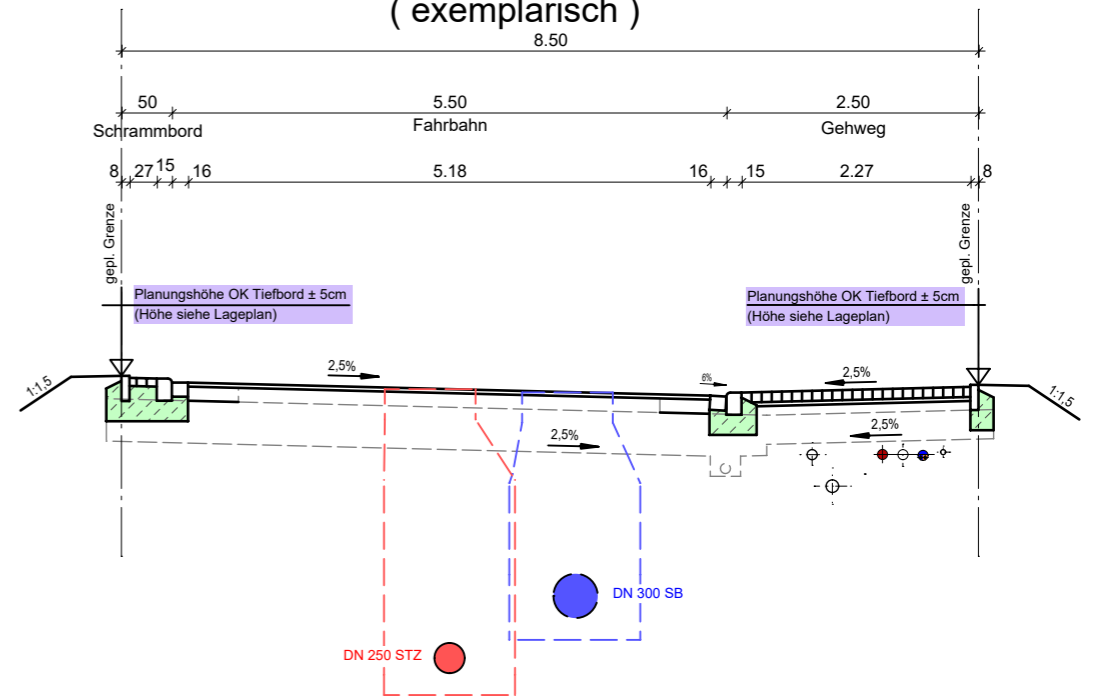 ( exemplarisch )
8.50
50 5.50 2.50
Schrammbord Fahrbahn Gehweg
8 27 15 16 5.18 16 15 2.27 8
gepl. Grenze
gepl. Grenze
Planungshöhe OK Tiefbord ± 5cm
(Höhe siehe Lageplan)
Planungshöhe OK Tiefbord ± 5cm
(Höhe siehe Lageplan)
1:1,5
2,5%
6%
2,5%
1:1,5
2,5%
2,5%
DN 300 SB
DN 250 STZ